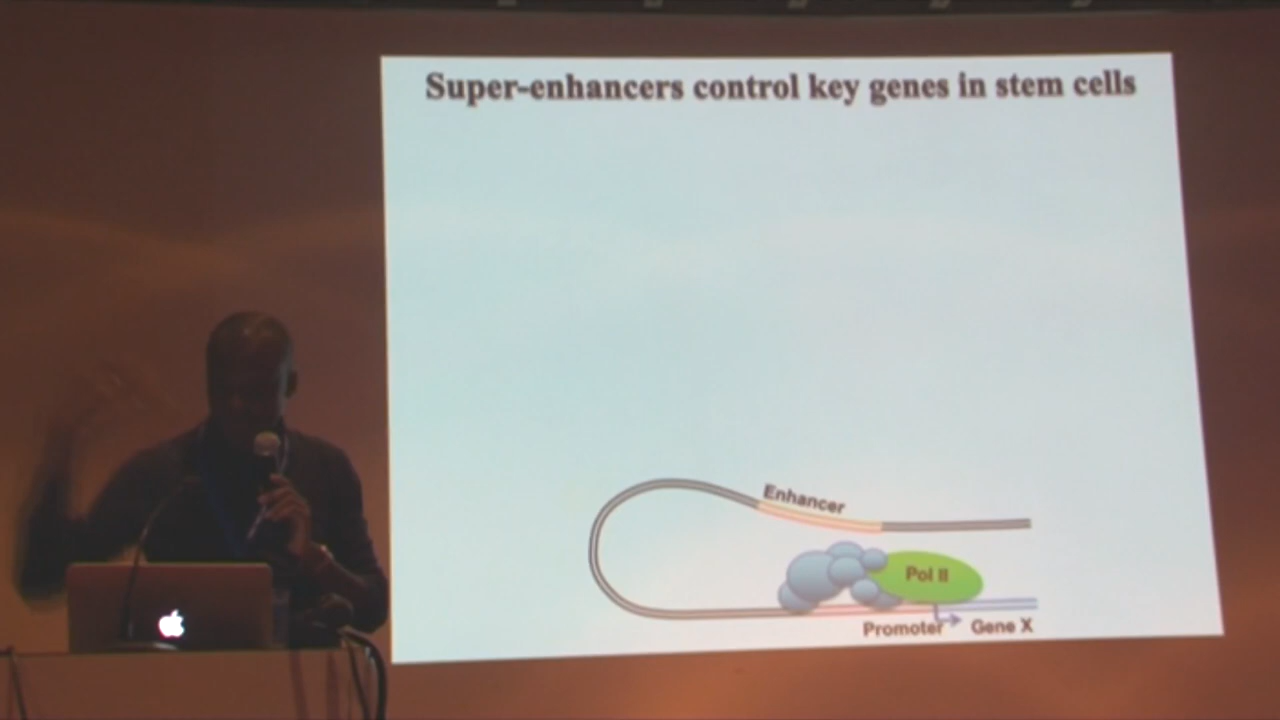 Super-enhancers control key genes in stem cells
Enhancer
Pol II
Promoter
Gene X